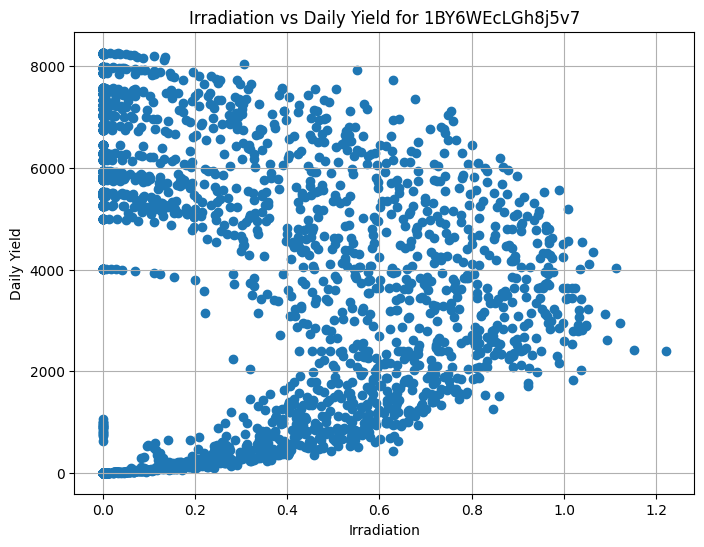 Irradiation vs Daily Yield for 1BY6WEcLGh8j5v7
8000
6000
4000
2000
0
Daily Yield
0.0 0.2 0.4 0.6 0.8 1.0 1.2
Irradiation